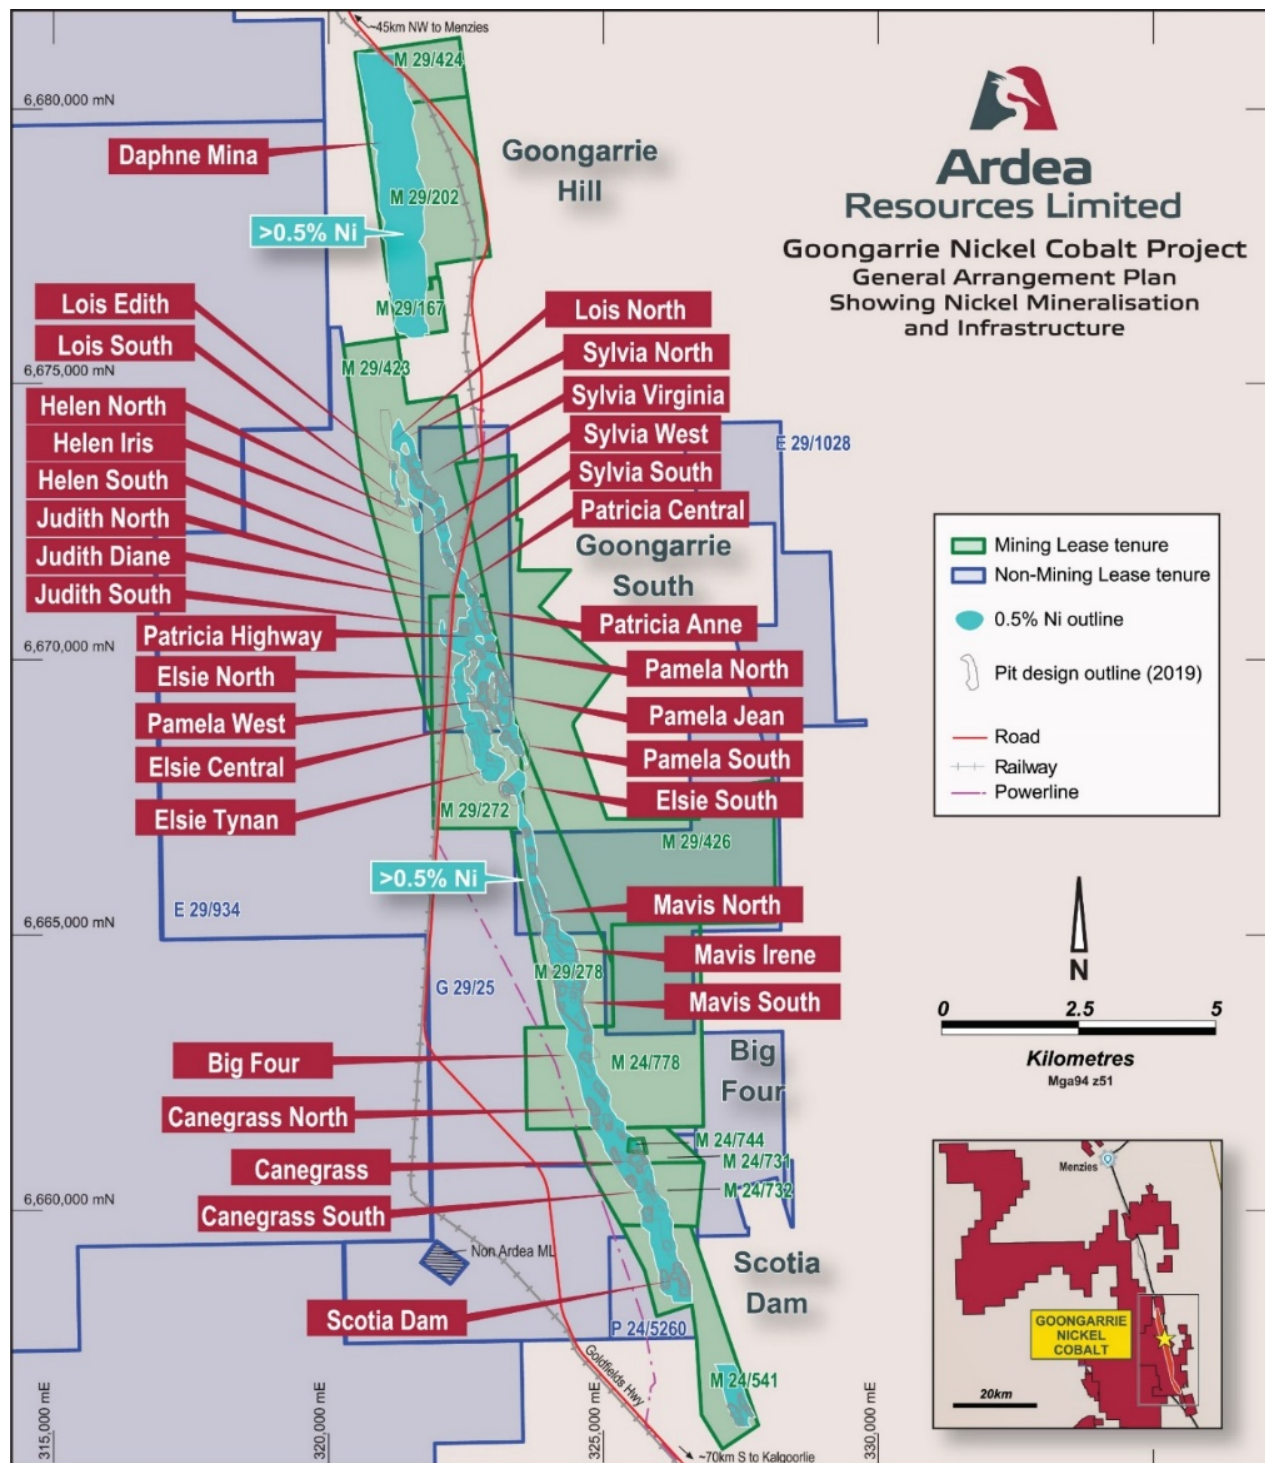 ~45km NW to Menzies
M 29/424
6,680,000 mN
Daphne Mina
Goongarrie
Hill
M 29/202
>0.5% Ni
Ardea
Resources Limited
Goongarrie Nickel Cobalt Project
General Arrangement Plan
Showing Nickel Mineralisation
and Infrastructure
Lois Edith
Lois South
Helen North
Helen Iris
Helen South
Judith North
Judith Diane
Judith South
Patricia Highway
Elsie North
Pamela West
Elsie Central
Elsie Tynan
M 29/167
M 29/423
6,675,000 mN
Lois North
Sylvia North
Sylvia Virginia
Sylvia West
Sylvia South
Patricia Central
E 29/1028
Goongarrie
South
Patricia Anne
Pamela North
Pamela Jean
Pamela South
Elsie South
6,670,000 mN
M 29/272
M 29/426
>0.5% Ni
E 29/934
6,665,000 mN
Mavis North
Mavis Irene
Mavis South
M 29/278
G 29/25
Big Four
Canegrass North
Canegrass
Canegrass South
M 24/778
Big
Four
M 24/744
M 24/731
M 24/732
6,660,000 mN
Non Ardea ML
Scotia
Dam
Scotia Dam
P 24/5260
Goldfields Hwy
M 24/541
~70km S to Kalgoorlie
315,000 mE
320,000 mE
325,000 mE
330,000 mE
Mining Lease tenure
Non-Mining Lease tenure
0.5% Ni outline
Pit design outline (2019)
Road
Railway
Powerline
N
0 2.5 5
Kilometres
Mga94 z51
Menzies
GOONGARRIE
NICKEL
COBALT
20km